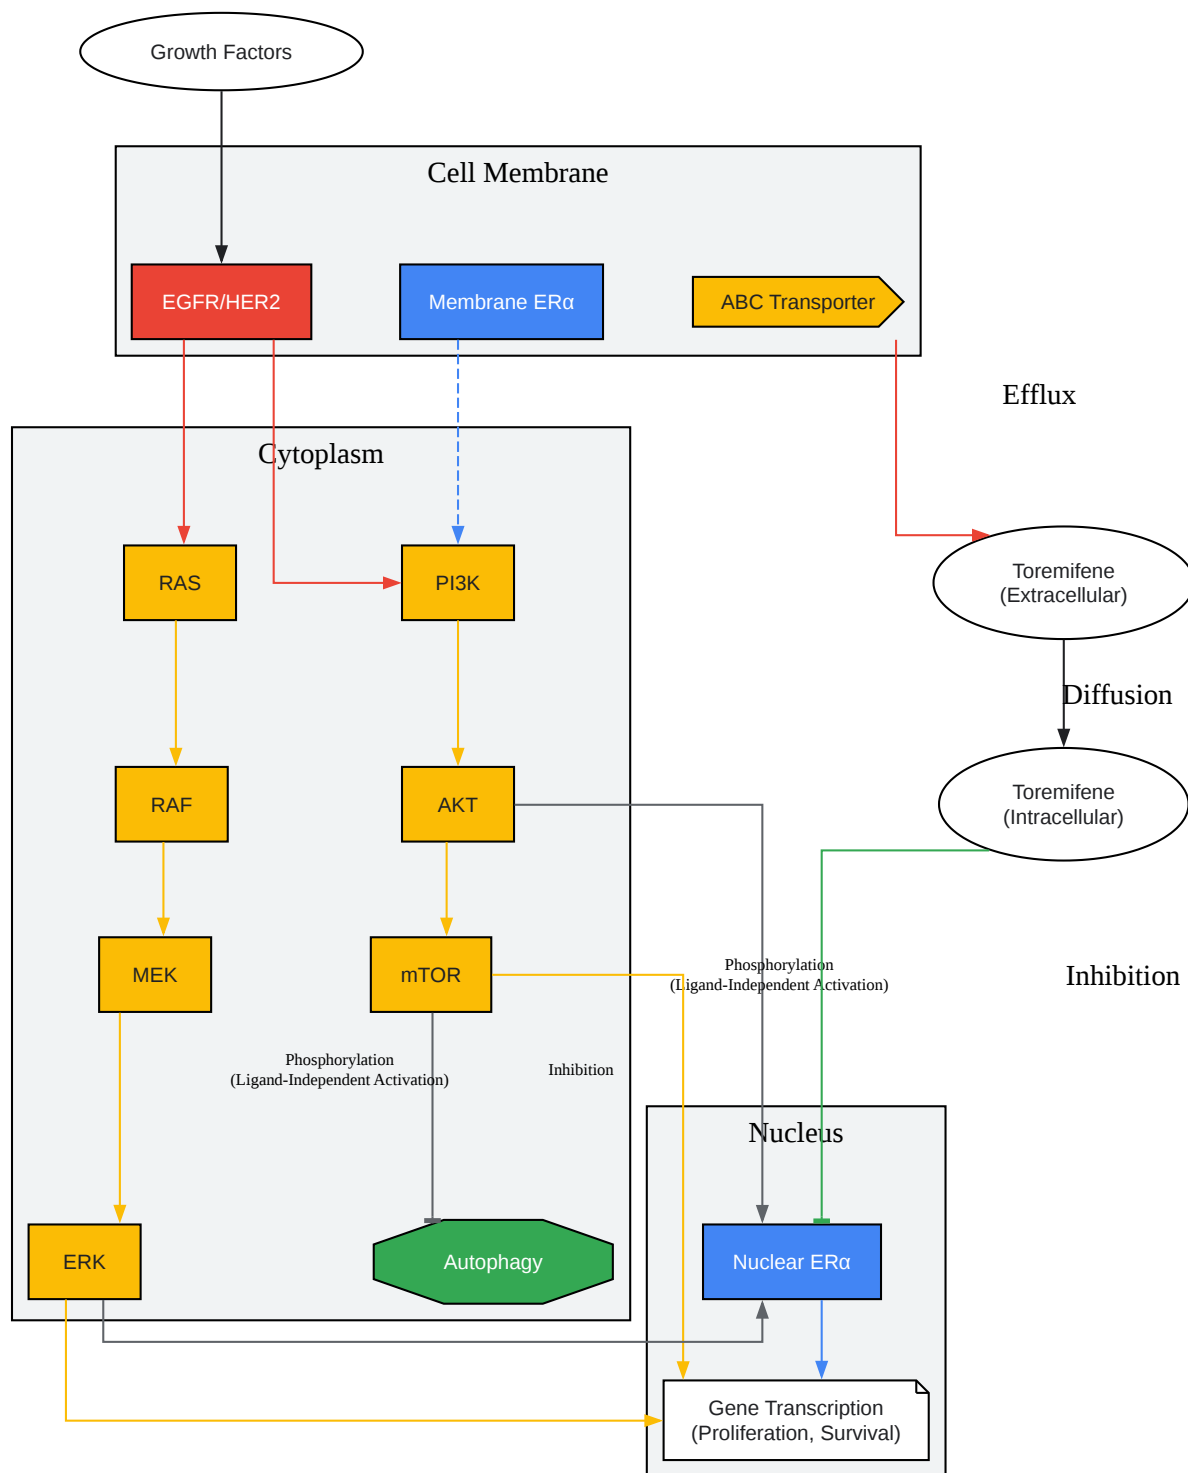 Growth Factors
Cell Membrane
EGFR/HER2
Membrane ERα
ABC Transporter
Efflux
Cytoplasm
RAS
PI3K
Toremifene
(Extracellular)
Diffusion
RAF
AKT
Toremifene
(Intracellular)
MEK
mTOR
Phosphorylation
(Ligand-Independent Activation)
Inhibition
Phosphorylation
(Ligand-Independent Activation)
Inhibition
Nucleus
ERK
Autophagy
Nuclear ERα
Gene Transcription
(Proliferation, Survival)